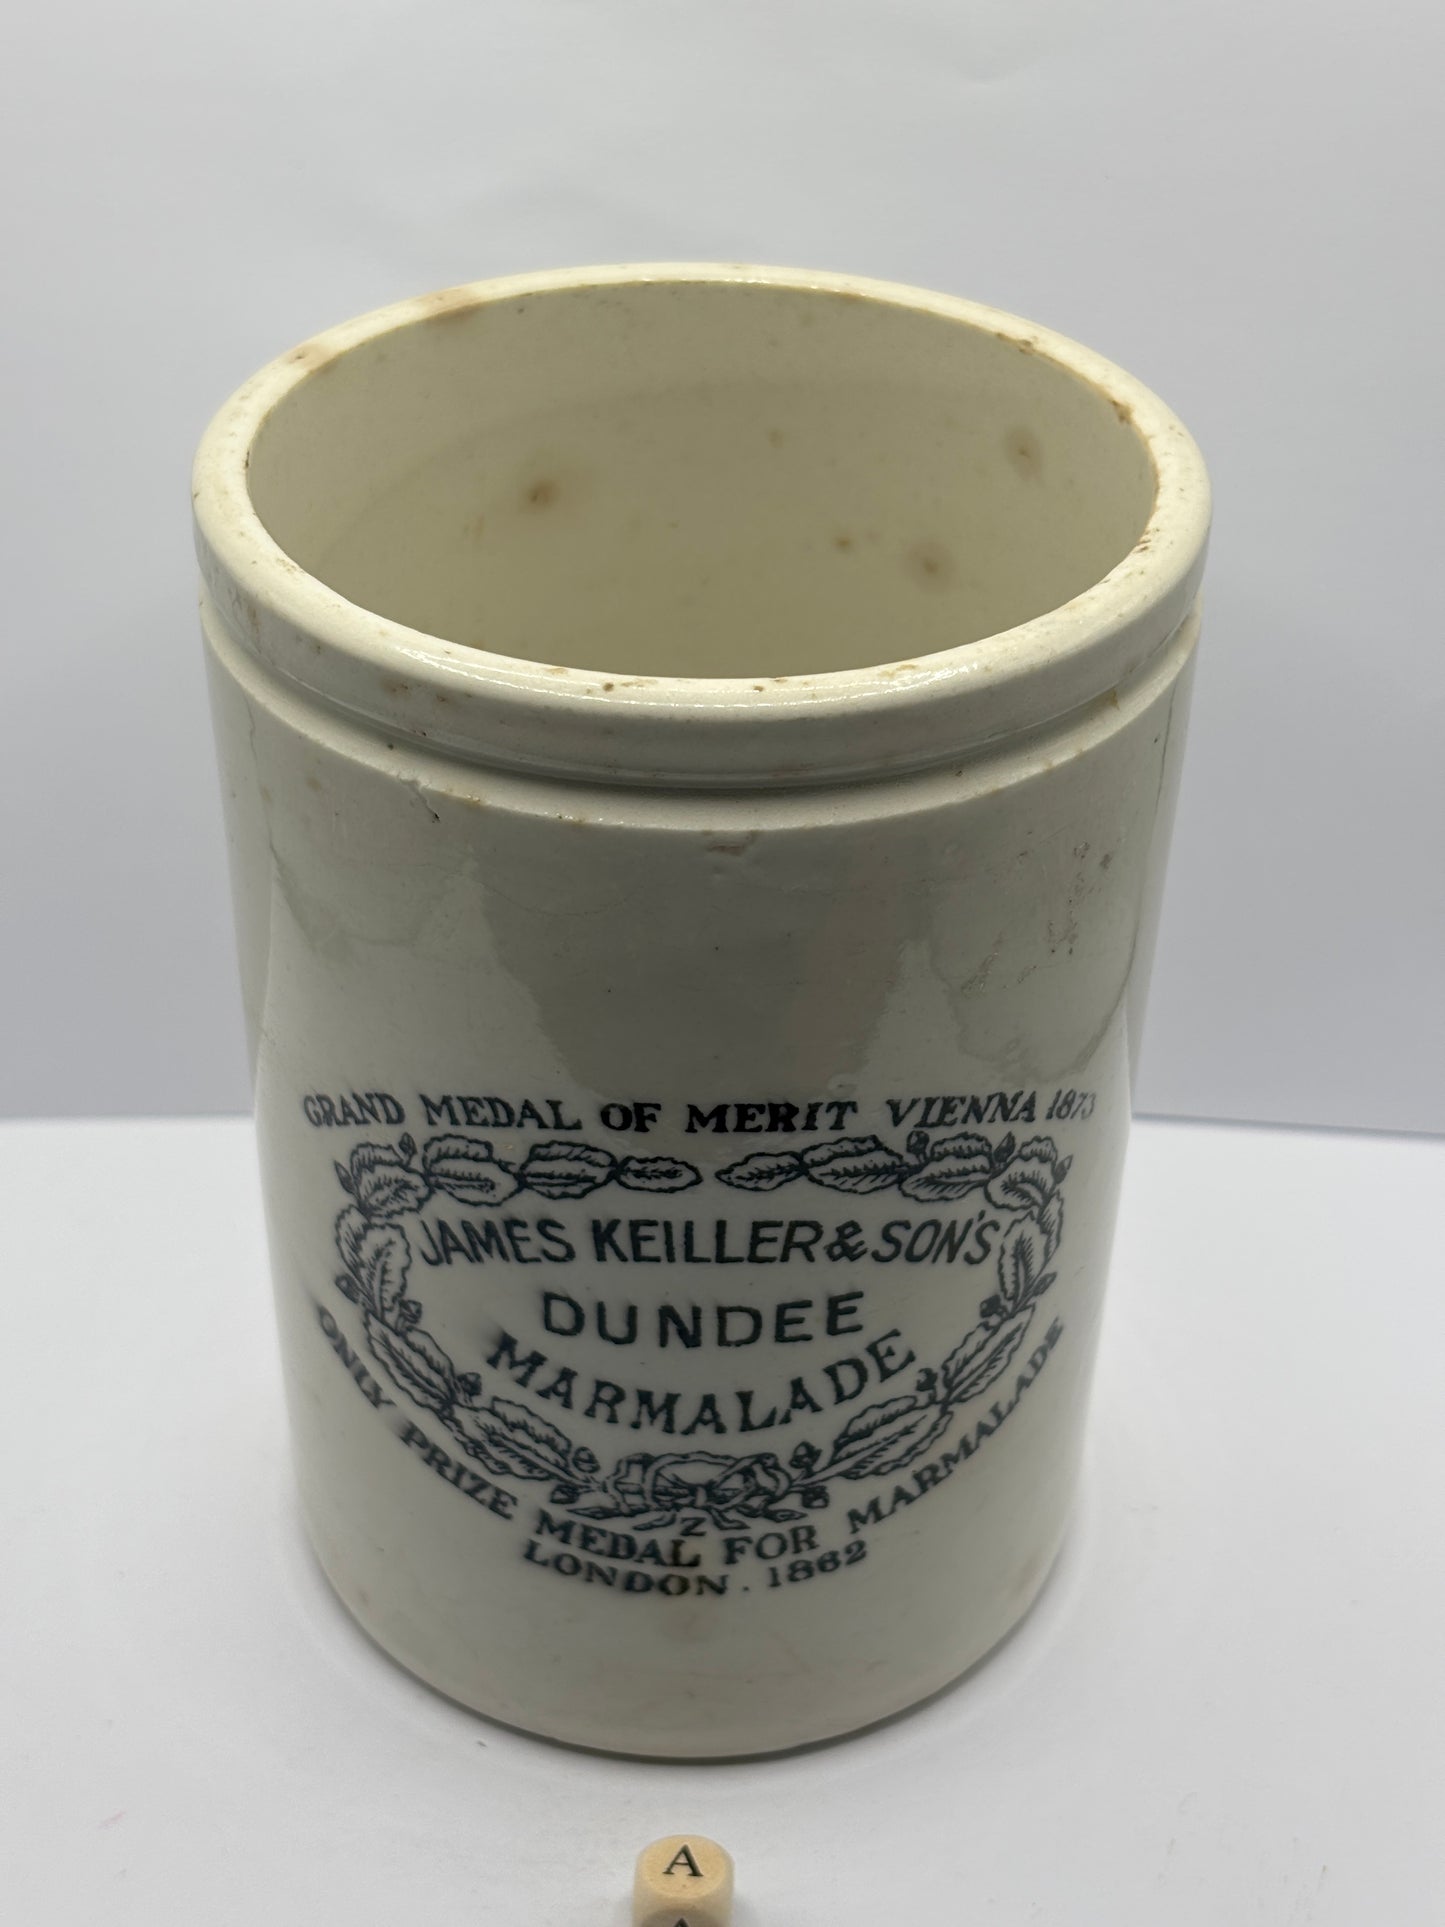 GRAND MEDAL OF MERIT VIENNA 1873
JAMES KEILLER & SON'S
DUNDEE
MARMALADE
Z
ONLY PRIZE MEDAL FOR MARMALADE
LONDON . 1862
A
A